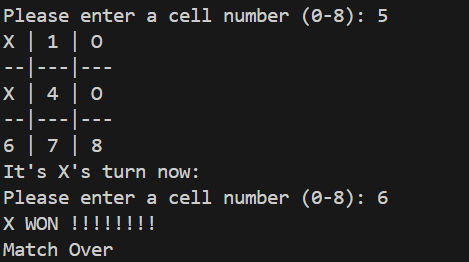 Please enter a cell number (0-8): 5
X | 1 | O
--|---|---
X | 4 | O
--|---|---
6 | 7 | 8
It's X's turn now:
Please enter a cell number (0-8): 6
X WON !!!!!!!!
Match Over